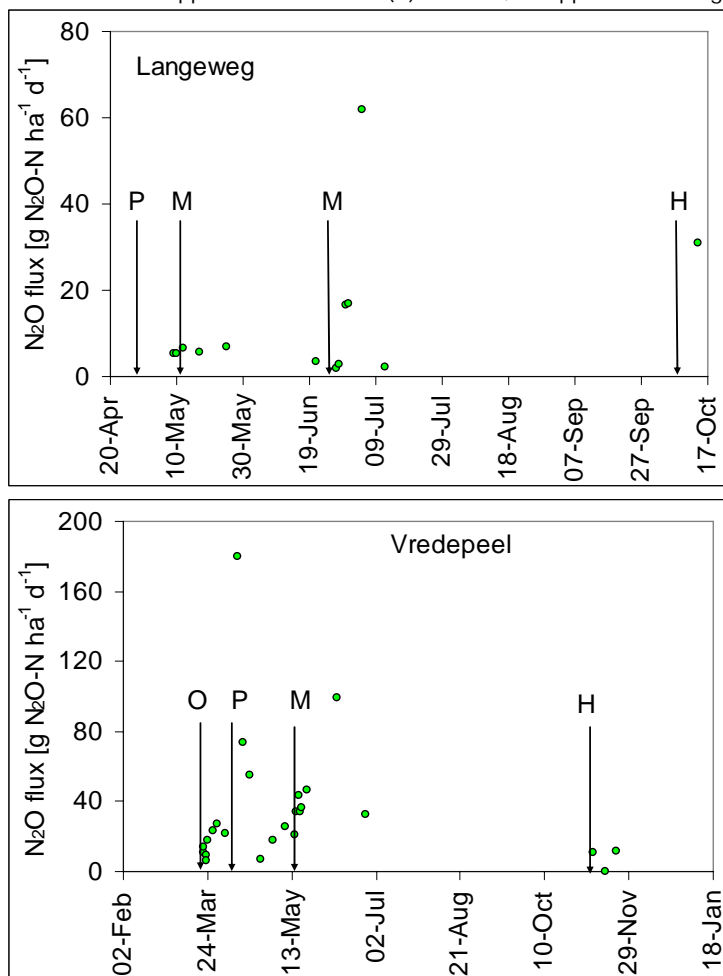 Langeweg
N₂O flux [g N₂O-N ha⁻¹ d⁻¹]
80
60
40
20
0
P M M H
20-Apr 10-May 30-May 19-Jun 09-Jul 29-Jul 18-Aug 07-Sep 27-Sep 17-Oct
Vredepeel
N₂O flux [g N₂O-N ha⁻¹ d⁻¹]
200
160
120
80
40
0
O P M H
02-Feb 24-Mar 13-May 02-Jul 21-Aug 10-Oct 29-Nov 18-Jan